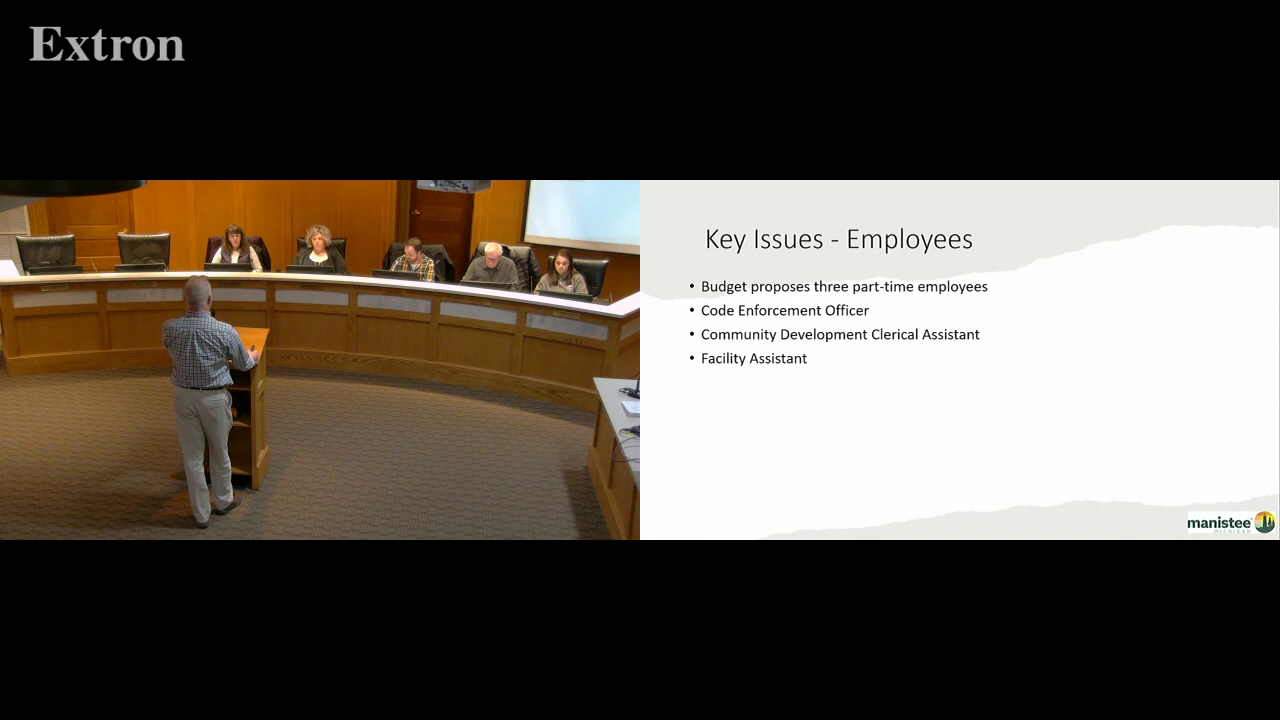 Extron
Key Issues - Employees
• Budget proposes three part-time employees
• Code Enforcement Officer
• Community Development Clerical Assistant
• Facility Assistant
manistee
MICHIGAN